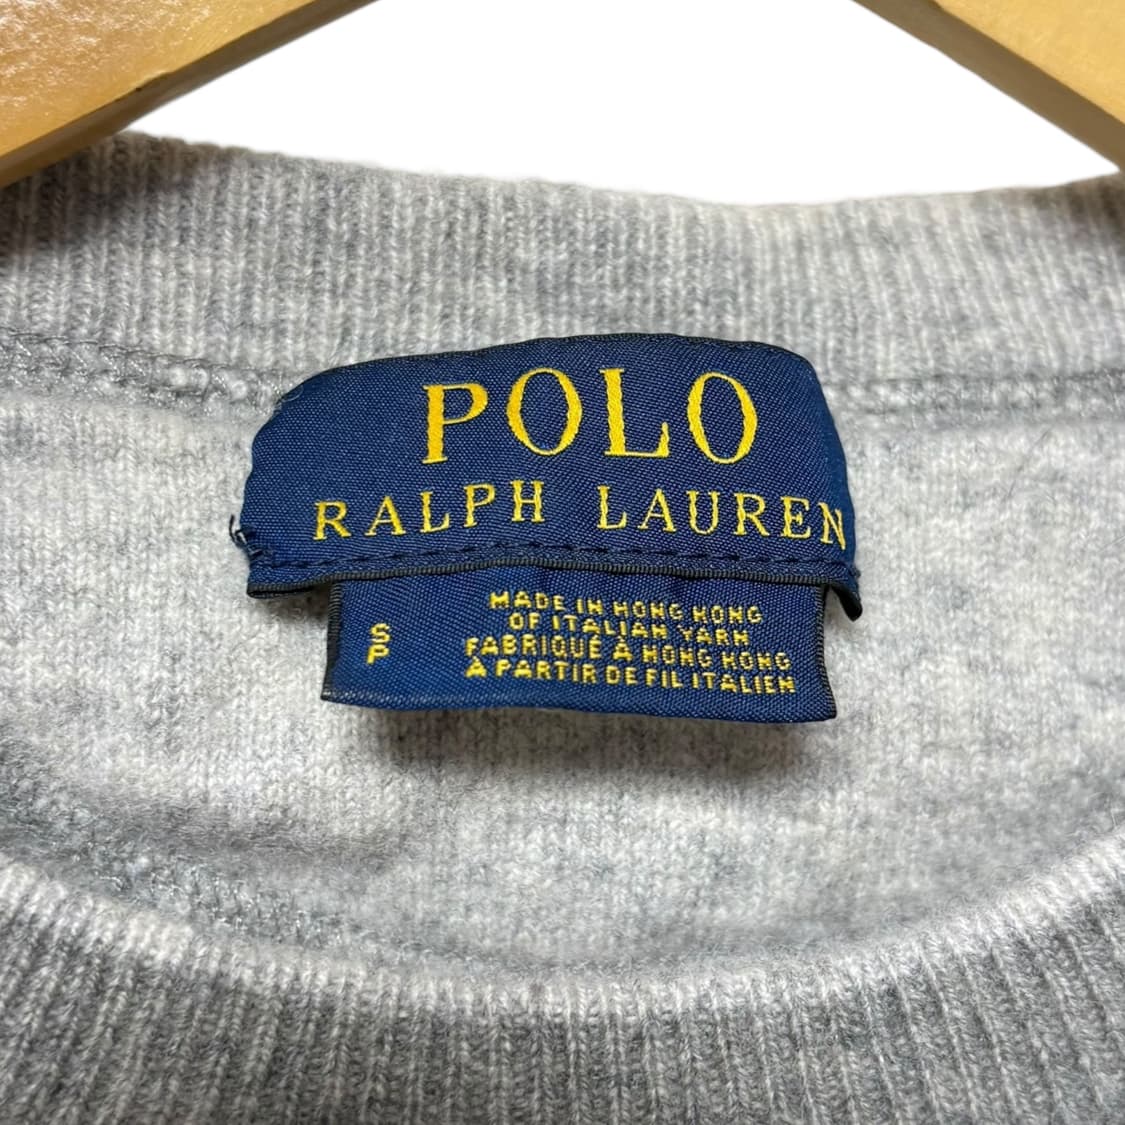 POLO
RALPH LAUREN
S
P
MADE IN HONG KONG
OF ITALIAN YARN
FABRIQUÉ À HONG KONG
À PARTIR DE FIL ITALIEN